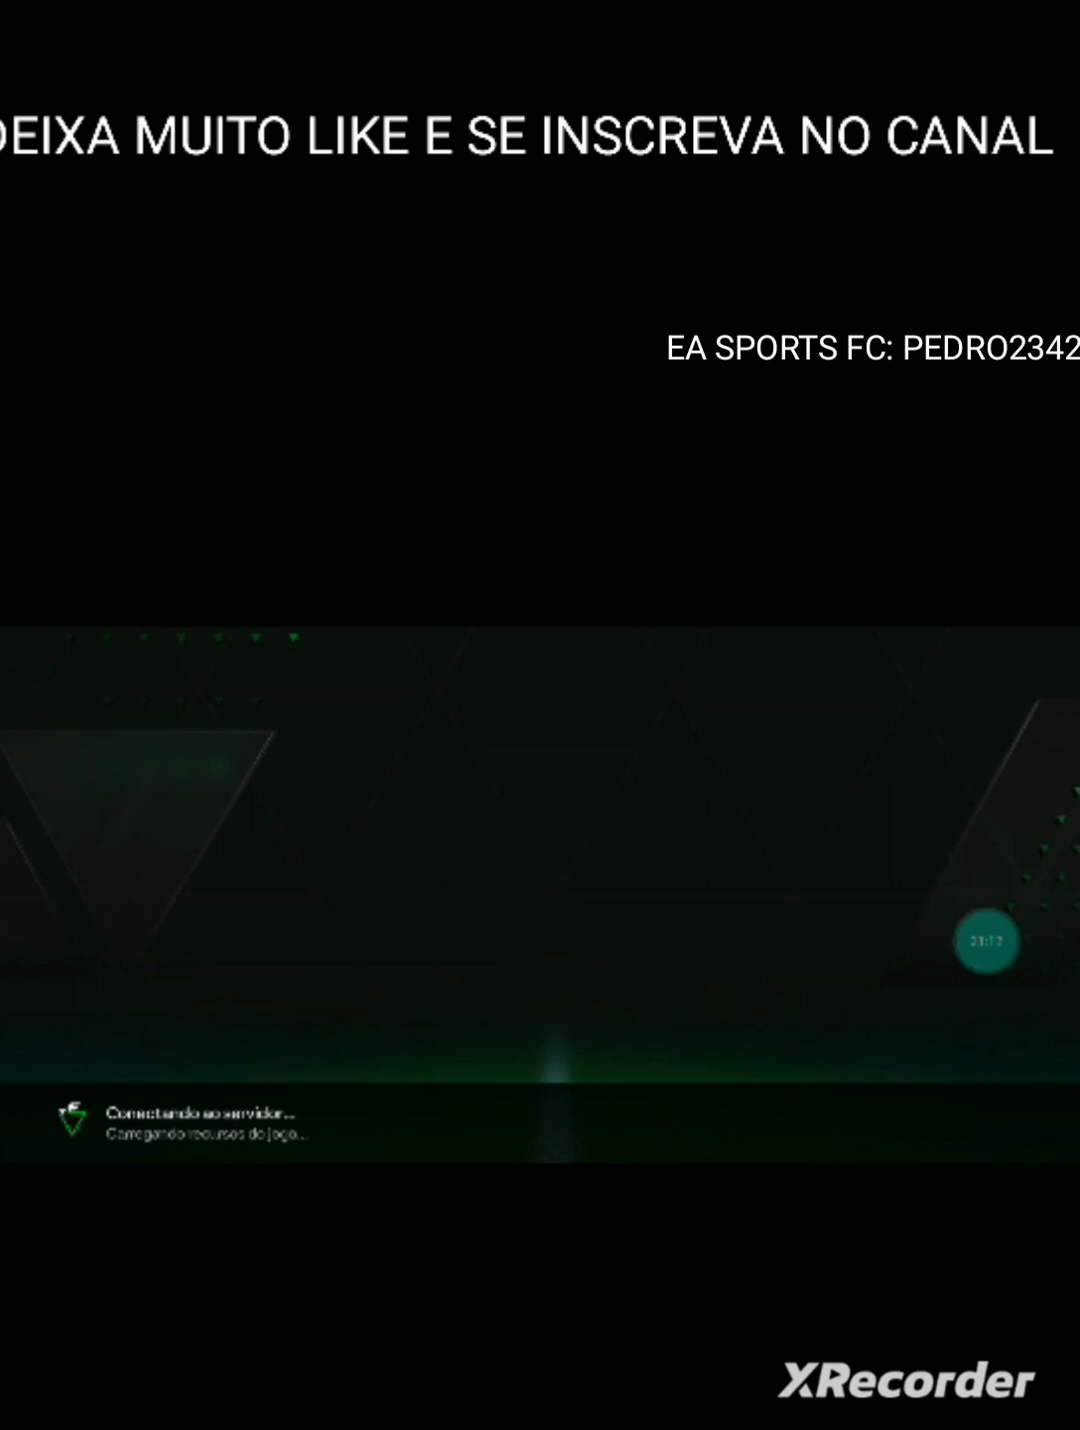 DEIXA MUITO LIKE E SE INSCREVA NO CANAL
EA SPORTS FC: PEDRO2342
Conectando ao servidor...
Carregando recursos do jogo...
XRecorder